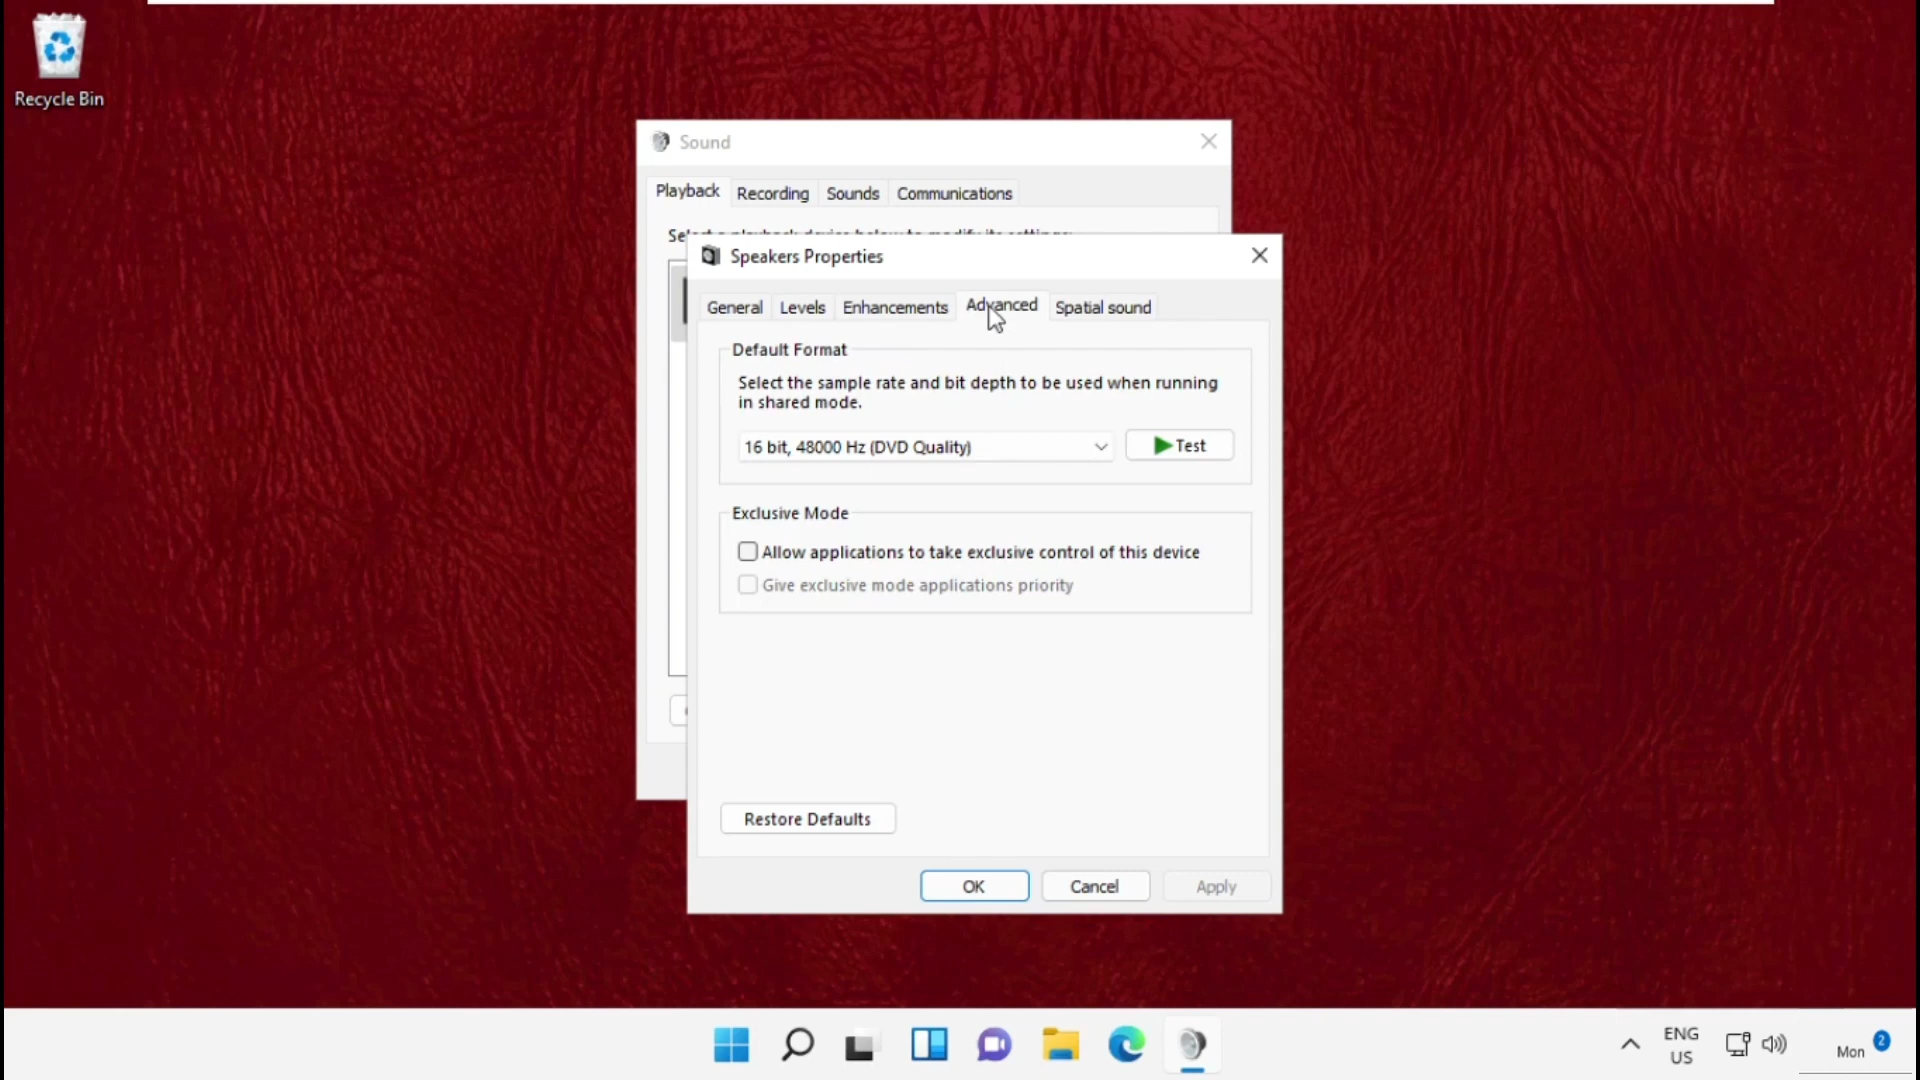 Recycle Bin
Sound
Playback
Recording
Sounds
Communications
Speakers Properties
General
Levels
Enhancements
Advanced
Spatial sound
Default Format
Select the sample rate and bit depth to be used when running
in shared mode.
16 bit, 48000 Hz (DVD Quality)
Test
Exclusive Mode
Allow applications to take exclusive control of this device
Give exclusive mode applications priority
Restore Defaults
OK
Cancel
Apply
ENG
US
Mon
2